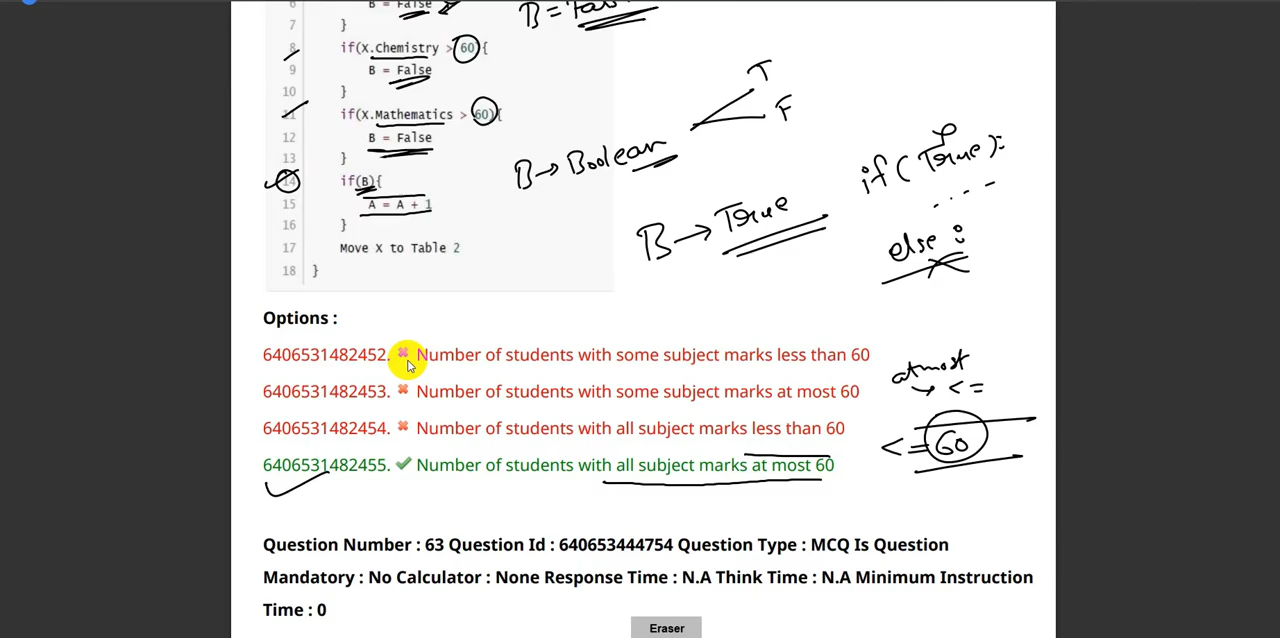 6 B = False
7 }
8 if(X.Chemistry > 60){
9 B = False
10 }
11 if(X.Mathematics > 60){
12 B = False
13 }
14 if(B){
15 A = A + 1
16 }
17 Move X to Table 2
18 }
B =
T
F
B → Boolean
B → True
if ( True ):
. . . .
else :
Options :
6406531482452. ✖ Number of students with some subject marks less than 60
6406531482453. ✖ Number of students with some subject marks at most 60
6406531482454. ✖ Number of students with all subject marks less than 60
6406531482455. ✔ Number of students with all subject marks at most 60
atmost
→ <=
<= 60
Question Number : 63 Question Id : 640653444754 Question Type : MCQ Is Question
Mandatory : No Calculator : None Response Time : N.A Think Time : N.A Minimum Instruction
Time : 0
Eraser